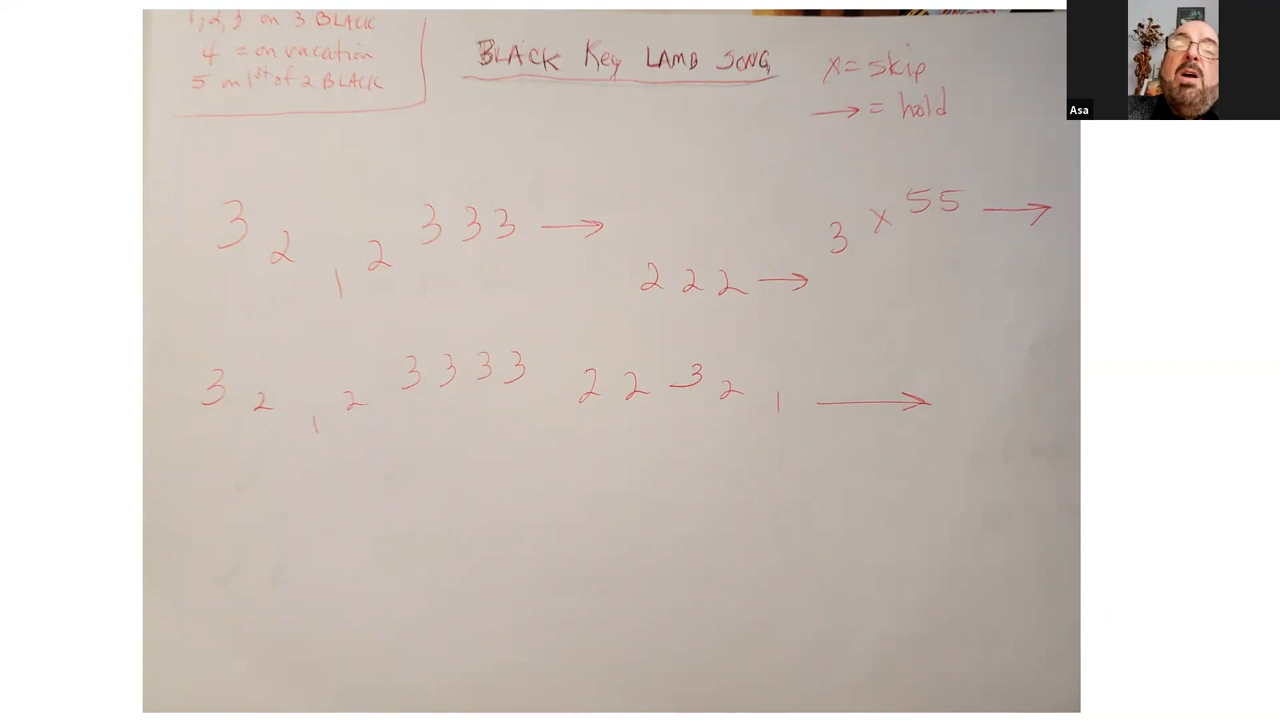 1, 2, 3 on 3 BLACK
4 = on vacation
5 on 1st of 2 BLACK
BLACK Key LAMB SONG
x = skip
→ = hold
Asa
3 2 1 2 3 3 3 →
2 2 2 →
3 x 5 5 →
3 2 1 2 3 3 3 3 2 2 3 2 1 →